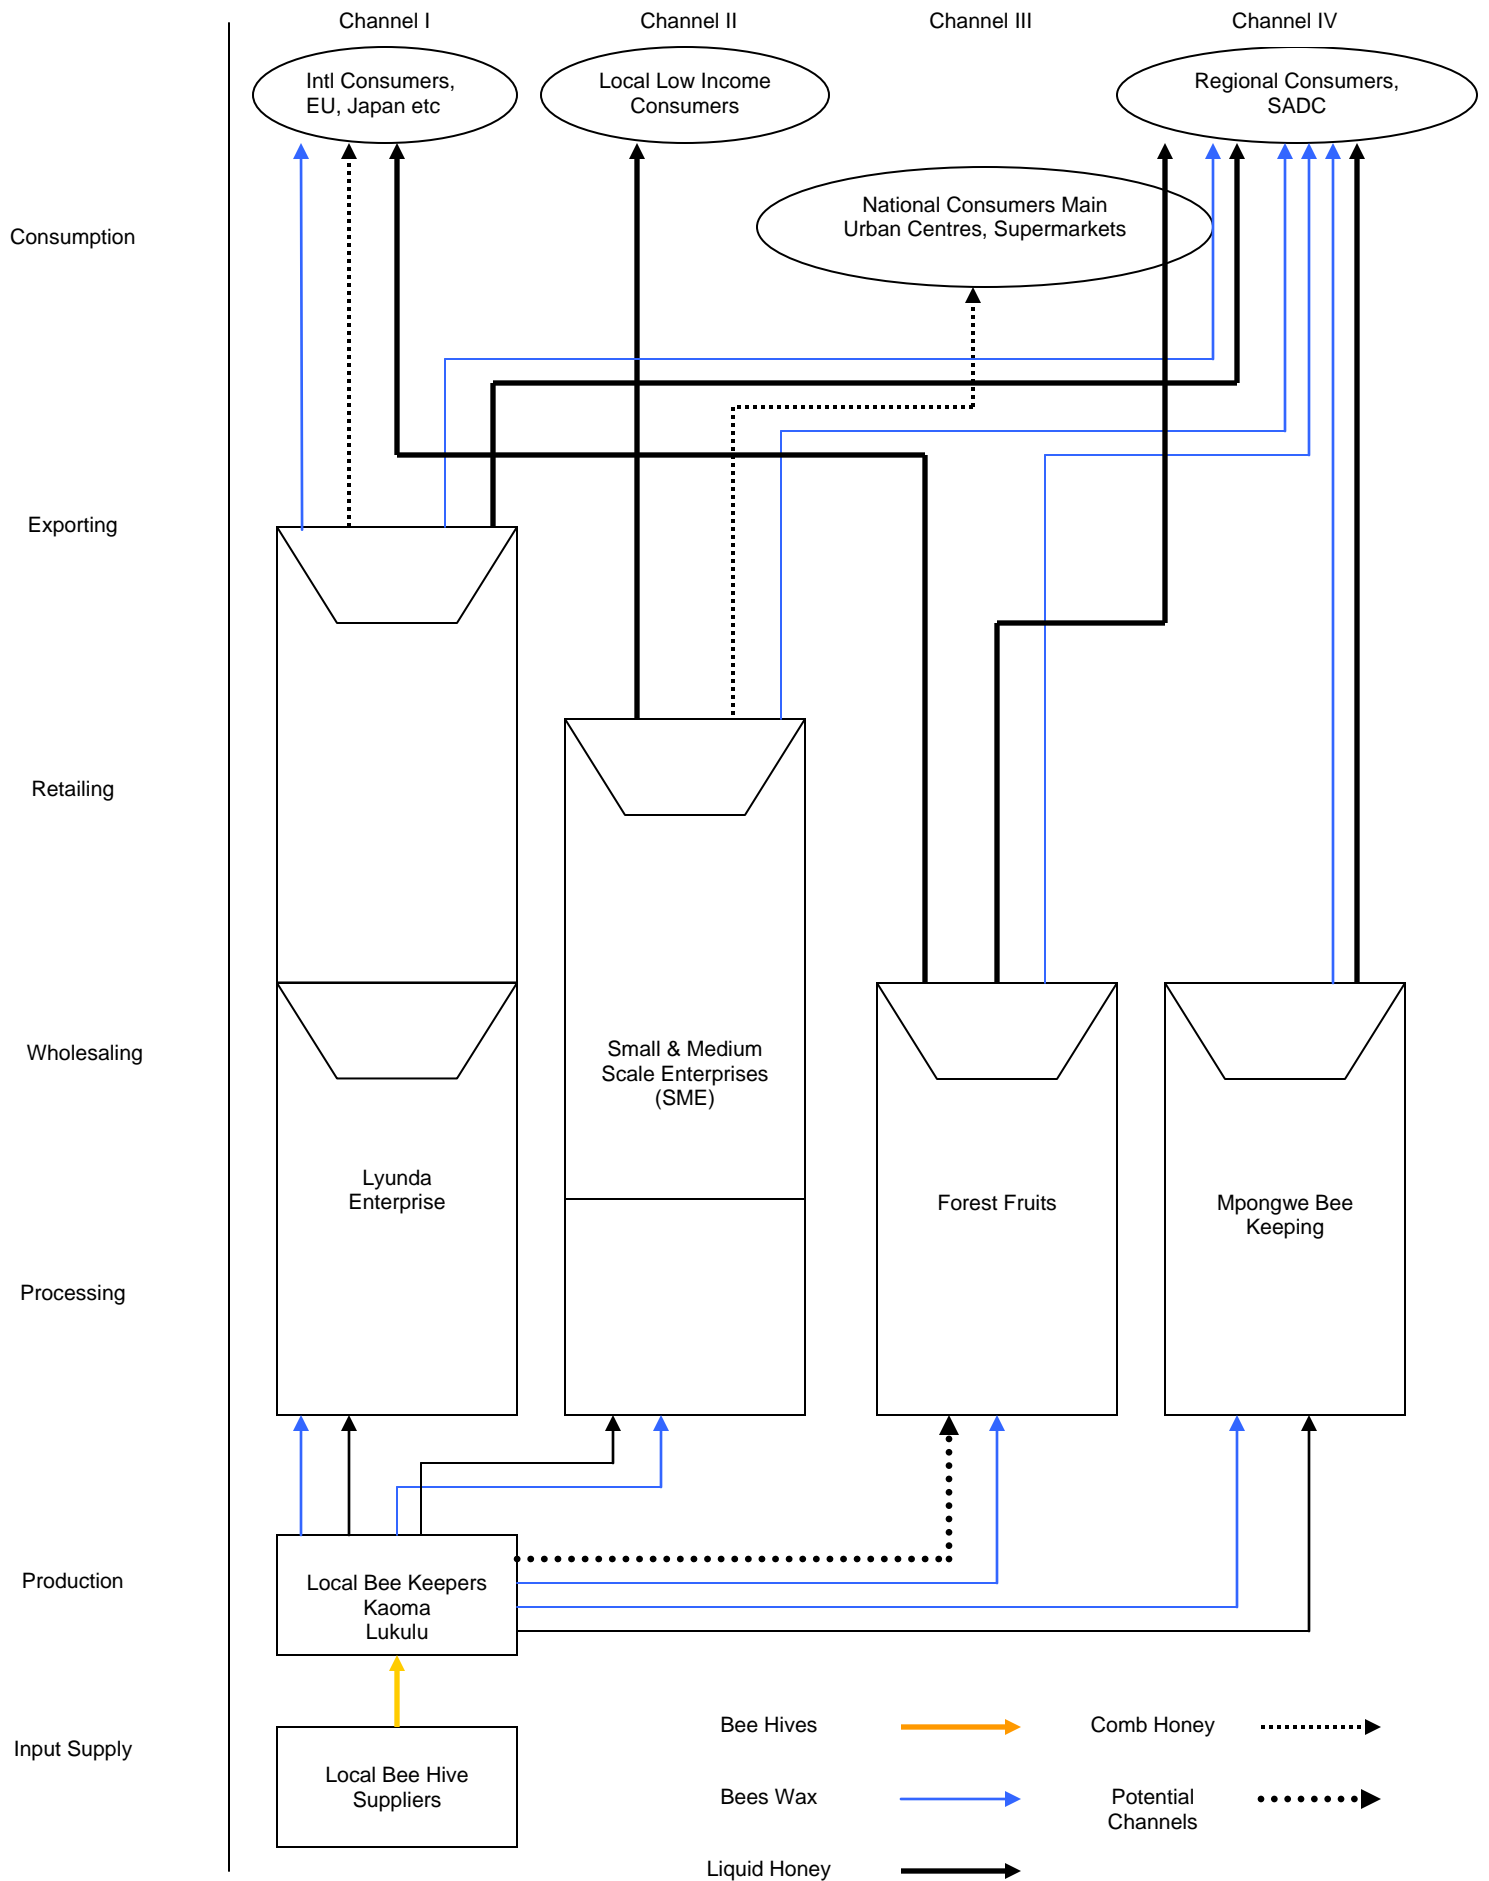 Channel I
Channel II
Channel III
Channel IV
Intl Consumers,
EU, Japan etc
Local Low Income
Consumers
Regional Consumers,
SADC
National Consumers Main
Urban Centres, Supermarkets
Consumption
Exporting
Retailing
Wholesaling
Small & Medium
Scale Enterprises
(SME)
Lyunda
Enterprise
Forest Fruits
Mpongwe Bee
Keeping
Processing
Production
Local Bee Keepers
Kaoma
Lukulu
Input Supply
Local Bee Hive
Suppliers
Bee Hives
Comb Honey
Bees Wax
Potential
Channels
Liquid Honey